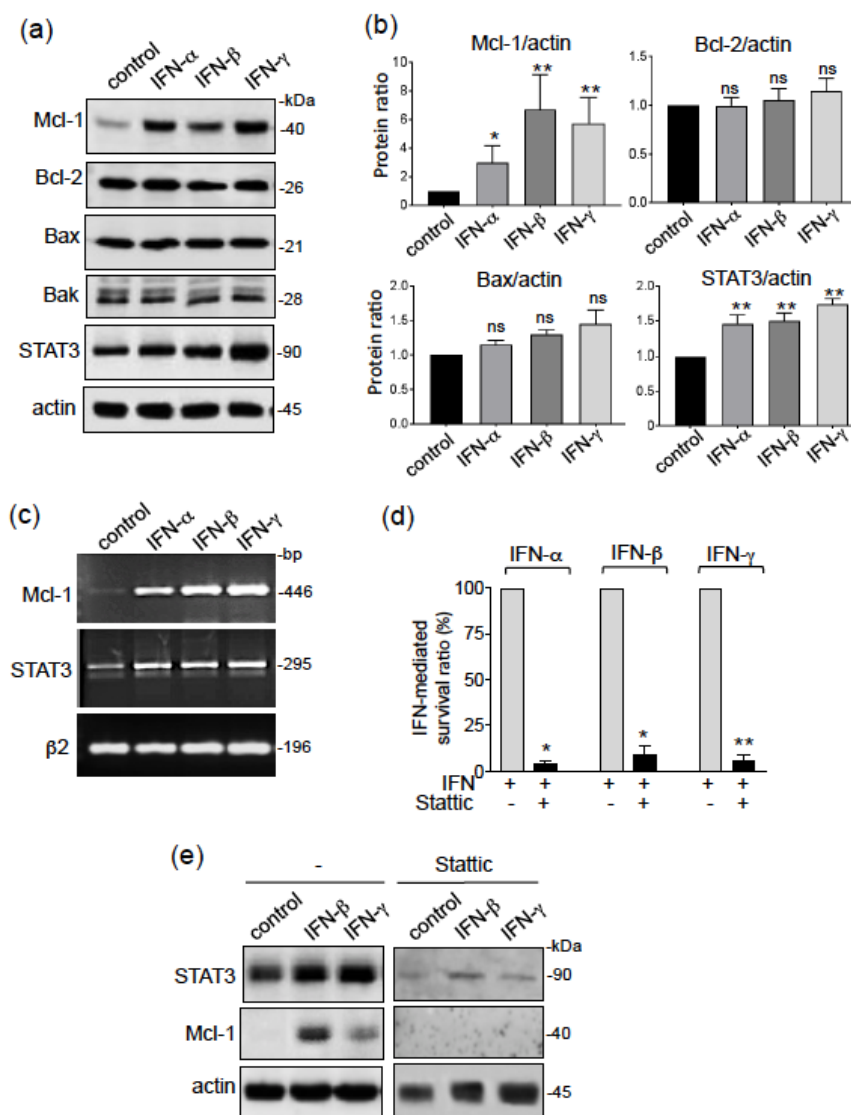 (a)
control IFN-α IFN-β IFN-γ
-kDa
Mcl-1 -40
Bcl-2 -26
Bax -21
Bak -28
STAT3 -90
actin -45
(b)
Mcl-1/actin
Protein ratio
10
8
6
4
2
0
* ** **
control IFN-α IFN-β IFN-γ
Bcl-2/actin
1.5
1.0
0.5
0.0
ns ns ns
control IFN-α IFN-β IFN-γ
Bax/actin
Protein ratio
2.0
1.5
1.0
0.5
0.0
ns ns ns
control IFN-α IFN-β IFN-γ
STAT3/actin
2.0
1.5
1.0
0.5
0.0
** ** **
control IFN-α IFN-β IFN-γ
(c)
control IFN-α IFN-β IFN-γ
-bp
Mcl-1 -446
STAT3 -295
β2 -196
(d)
IFN-α IFN-β IFN-γ
IFN-mediated
survival ratio (%)
100
75
50
25
0
* * **
IFN + + + + + +
Stattic - + - + - +
(e)
- Stattic
control IFN-β IFN-γ control IFN-β IFN-γ
-kDa
STAT3 -90
Mcl-1 -40
actin -45